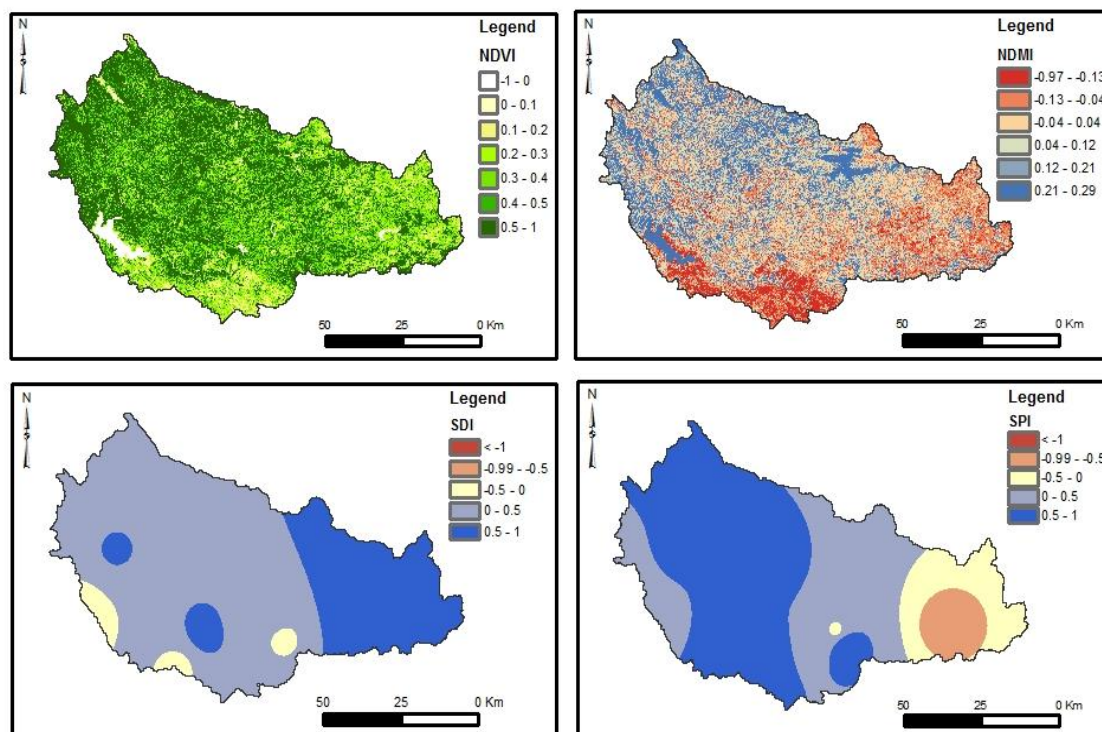 N
Legend
NDVI
-1 - 0
0 - 0.1
0.1 - 0.2
0.2 - 0.3
0.3 - 0.4
0.4 - 0.5
0.5 - 1
50 25 0 Km
N
Legend
NDMI
-0.97 - -0.13
-0.13 - -0.04
-0.04 - 0.04
0.04 - 0.12
0.12 - 0.21
0.21 - 0.29
50 25 0 Km
N
Legend
SDI
< -1
-0.99 - -0.5
-0.5 - 0
0 - 0.5
0.5 - 1
50 25 0 Km
N
Legend
SPI
< -1
-0.99 - -0.5
-0.5 - 0
0 - 0.5
0.5 - 1
50 25 0 Km